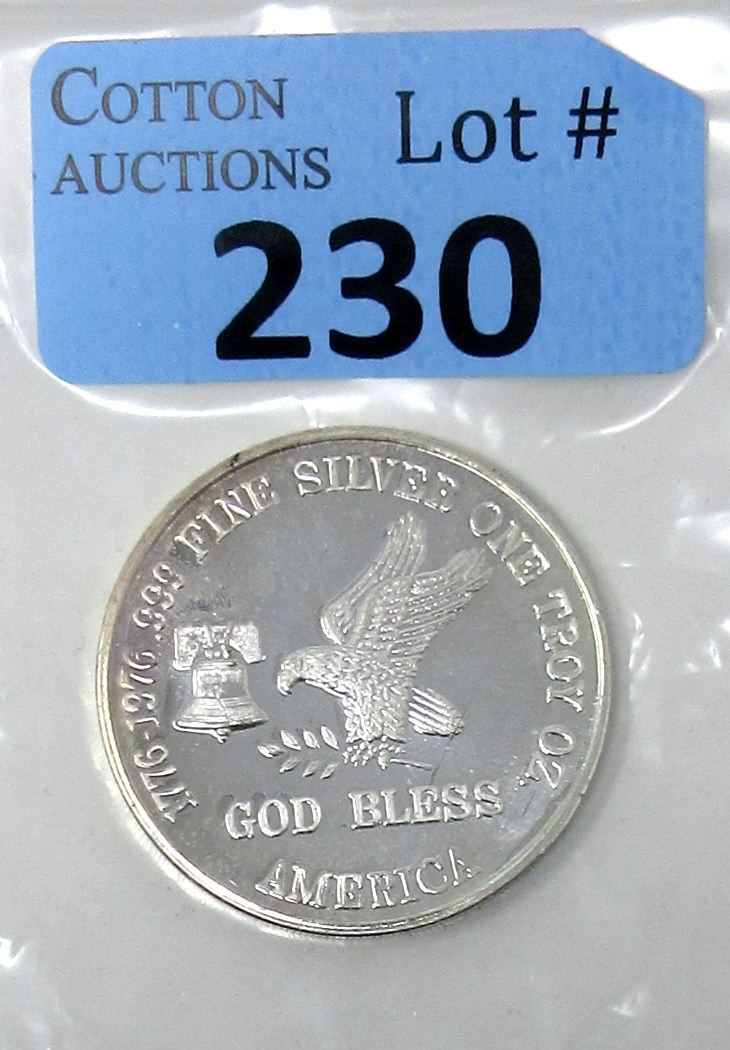 COTTON
AUCTIONS
Lot #
230
1776-1976 .999 FINE SILVER ONE TROY OZ.
GOD BLESS
AMERICA